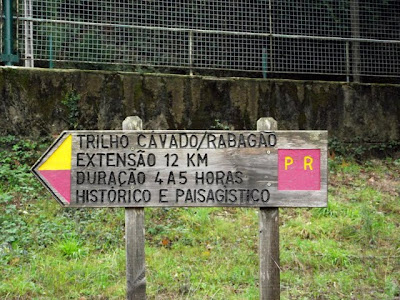 TRILHO CÁVADO/RABAGÃO
EXTENSÃO 12 KM
DURAÇÃO 4 A 5 HORAS
HISTÓRICO E PAISAGÍSTICO
PR